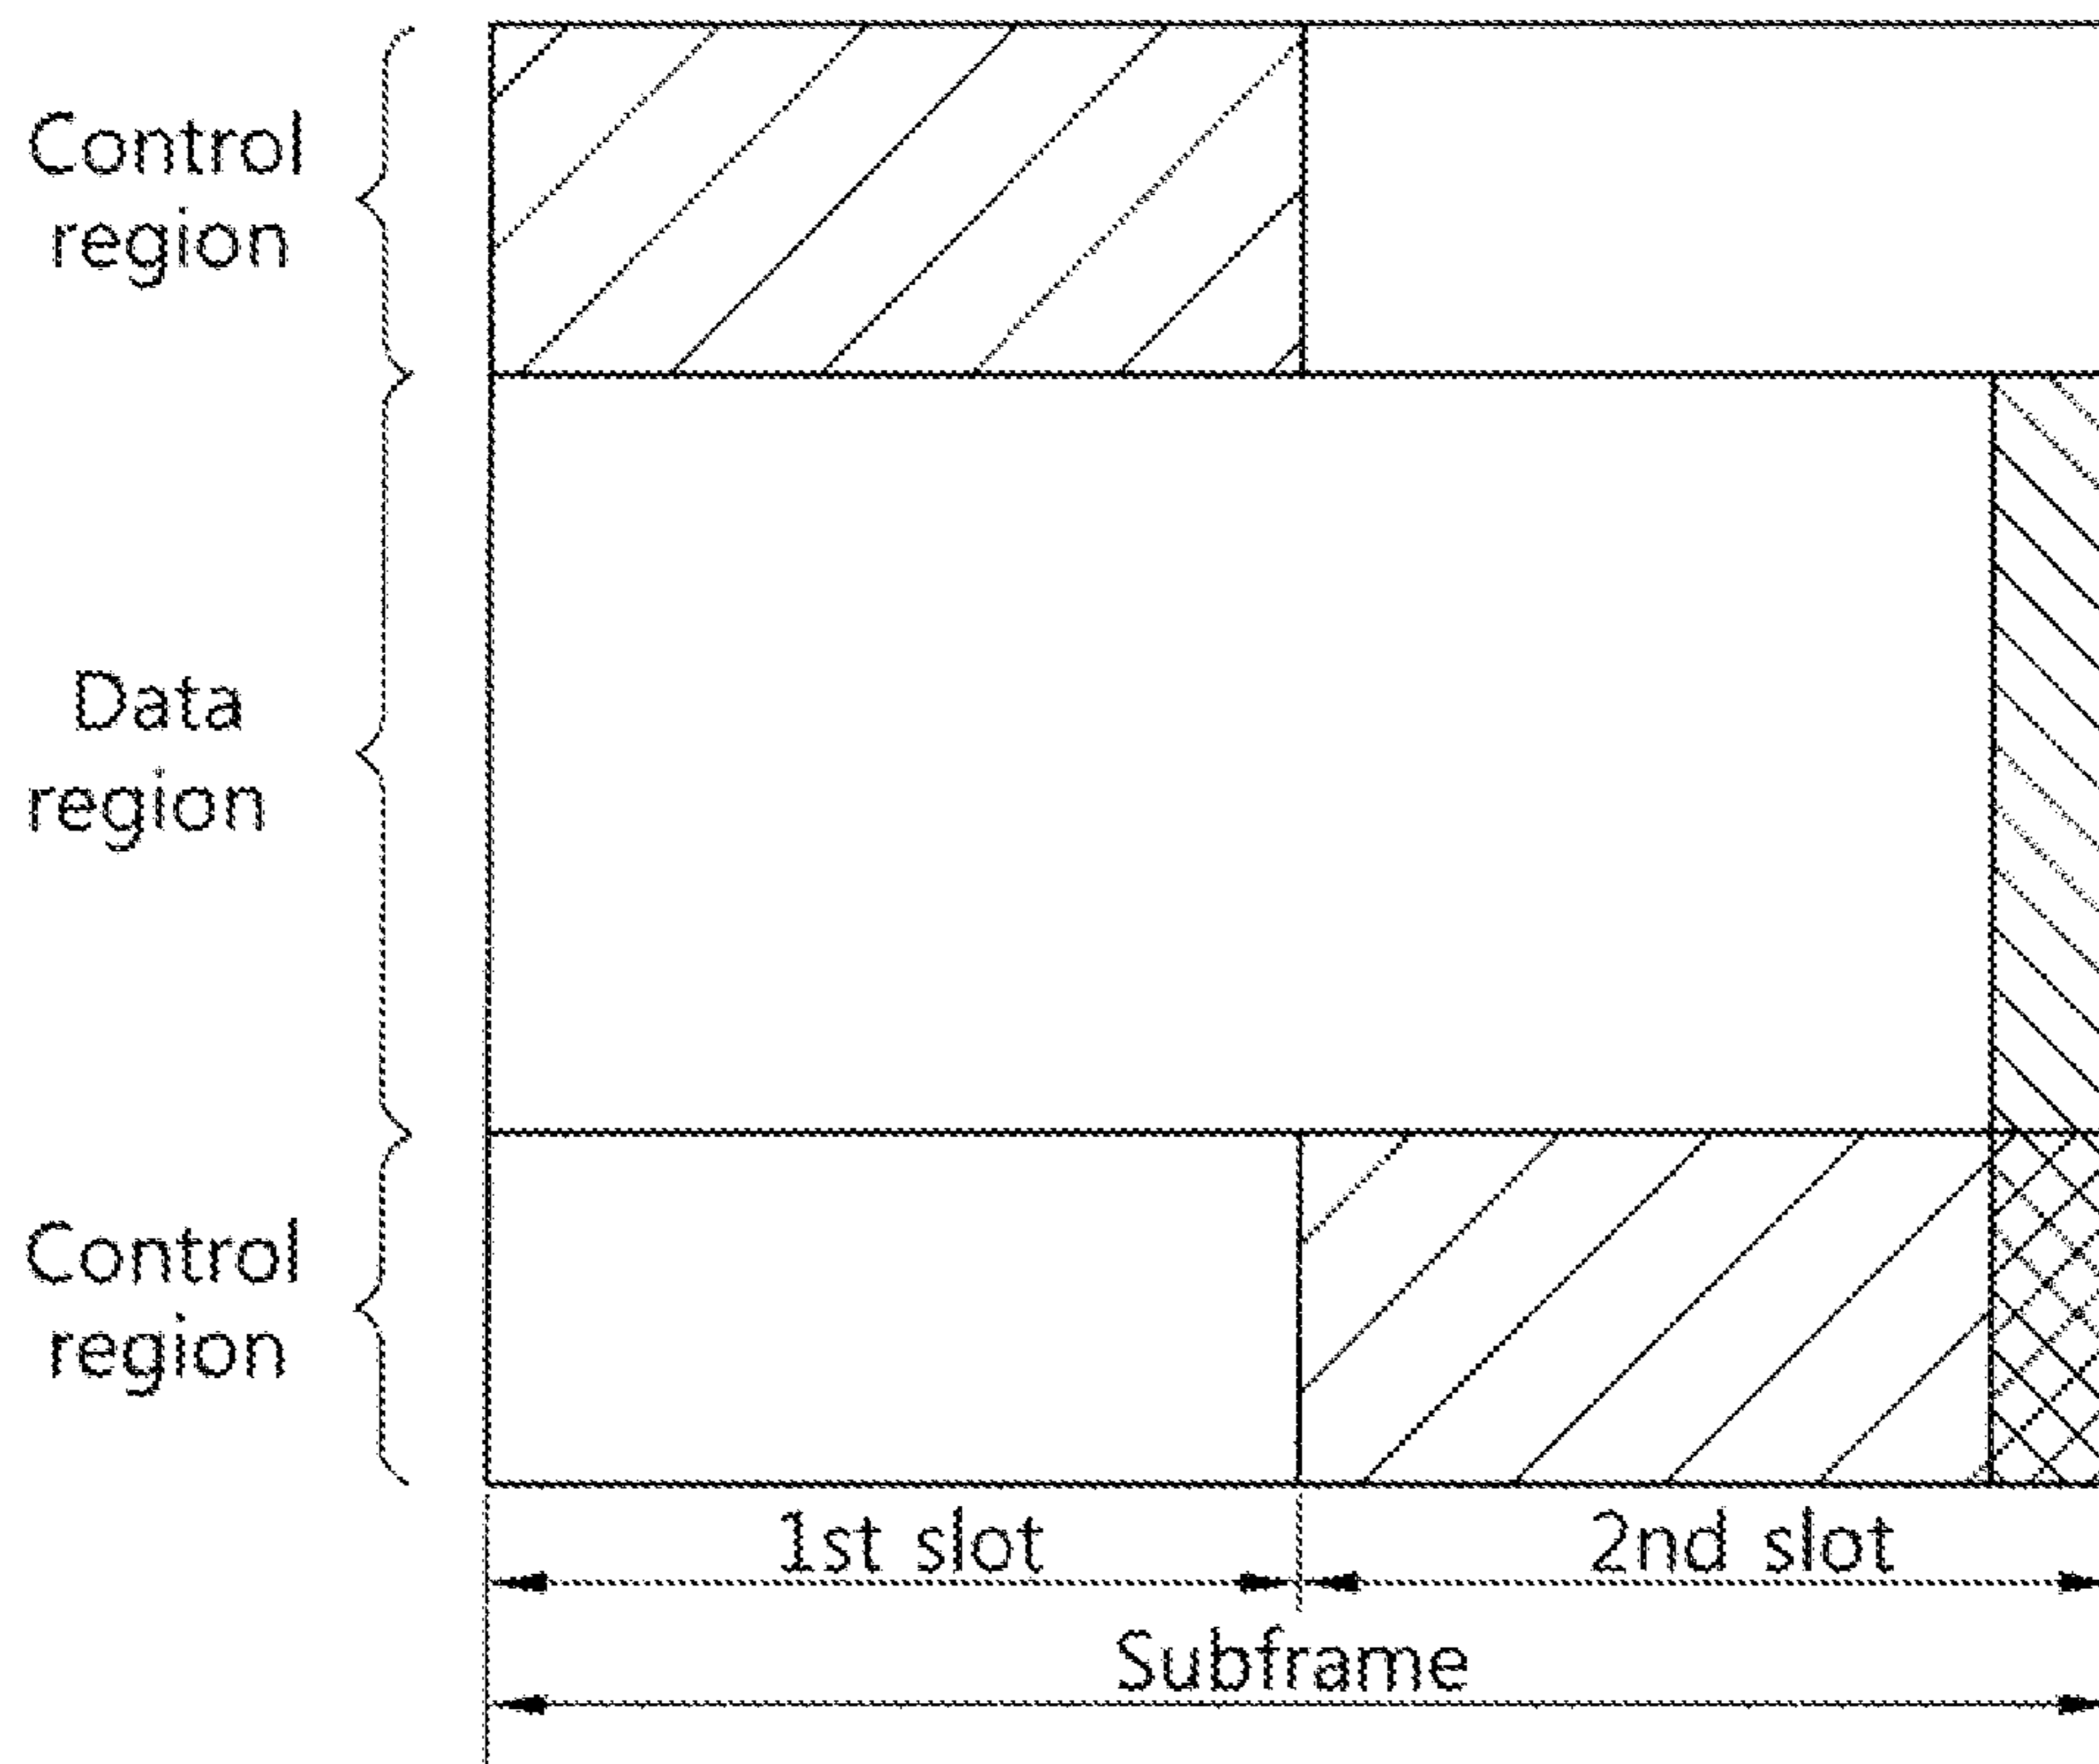 Control
region
Data
region
Control
region
1st slot
2nd slot
Subframe